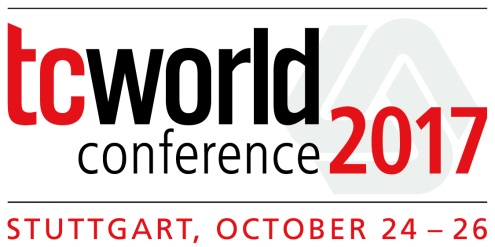 tcworld
conference 2017
STUTTGART, OCTOBER 24 – 26